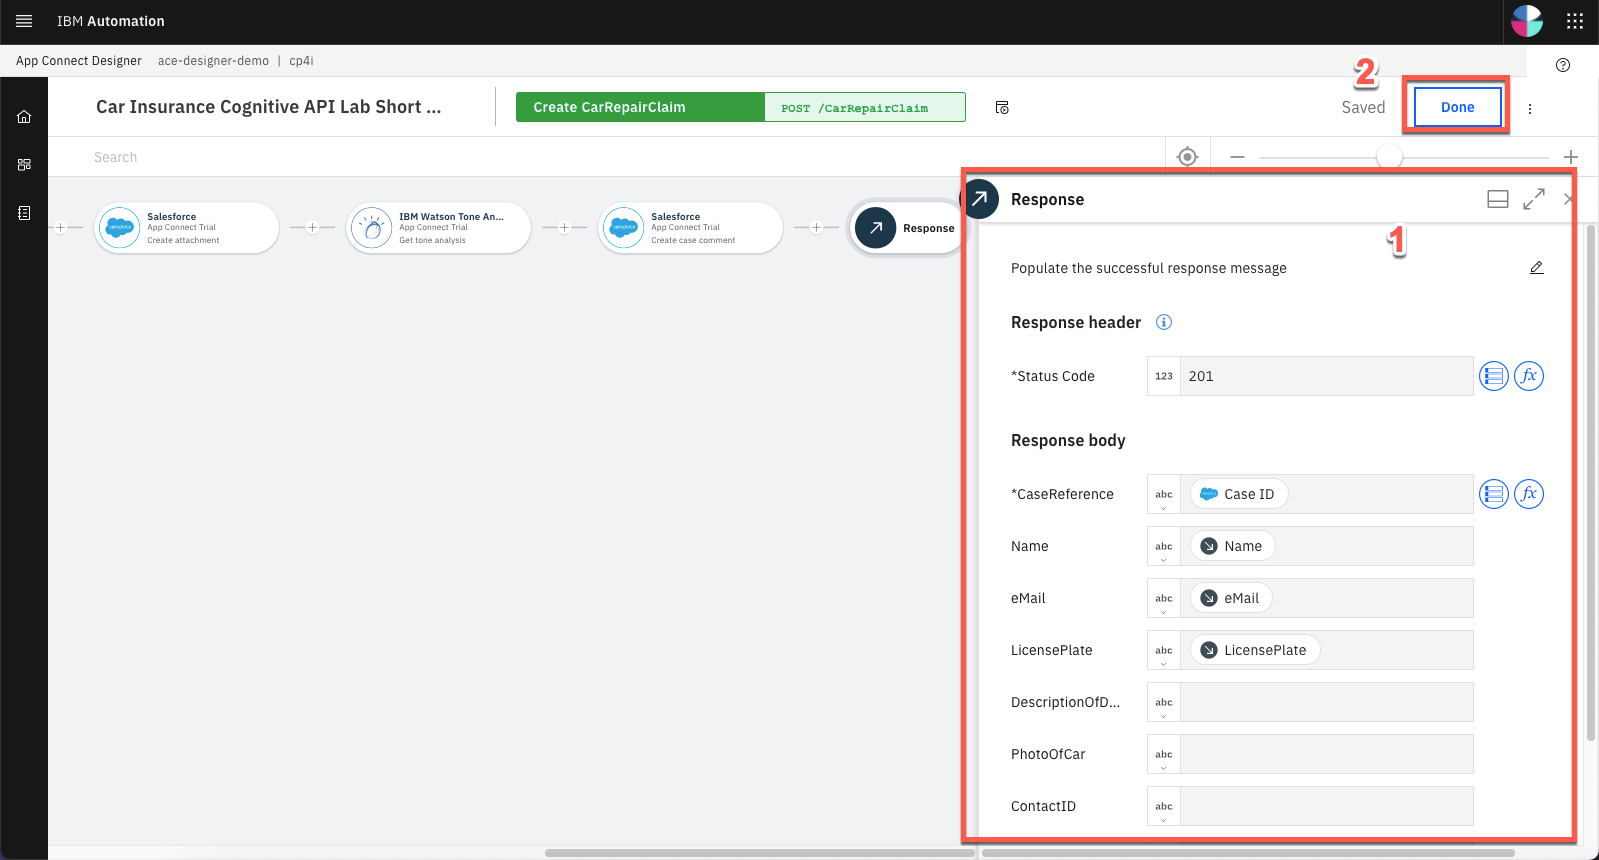 IBM Automation
App Connect Designer ace-designer-demo | cp4i
Car Insurance Cognitive API Lab Short ...
Create CarRepairClaim
POST /CarRepairClaim
2
Saved
Done
Search
Salesforce
App Connect Trial
Create attachment
IBM Watson Tone An...
App Connect Trial
Get tone analysis
Salesforce
App Connect Trial
Create case comment
Response
Response
1
Populate the successful response message
Response header
*Status Code 123 201 fx
Response body
*CaseReference abc Case ID fx
Name abc Name
eMail abc eMail
LicensePlate abc LicensePlate
DescriptionOfD... abc
PhotoOfCar abc
ContactID abc